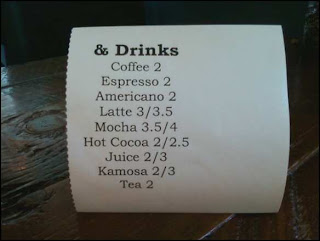 & Drinks
Coffee 2
Espresso 2
Americano 2
Latte 3/3.5
Mocha 3.5/4
Hot Cocoa 2/2.5
Juice 2/3
Kamosa 2/3
Tea 2